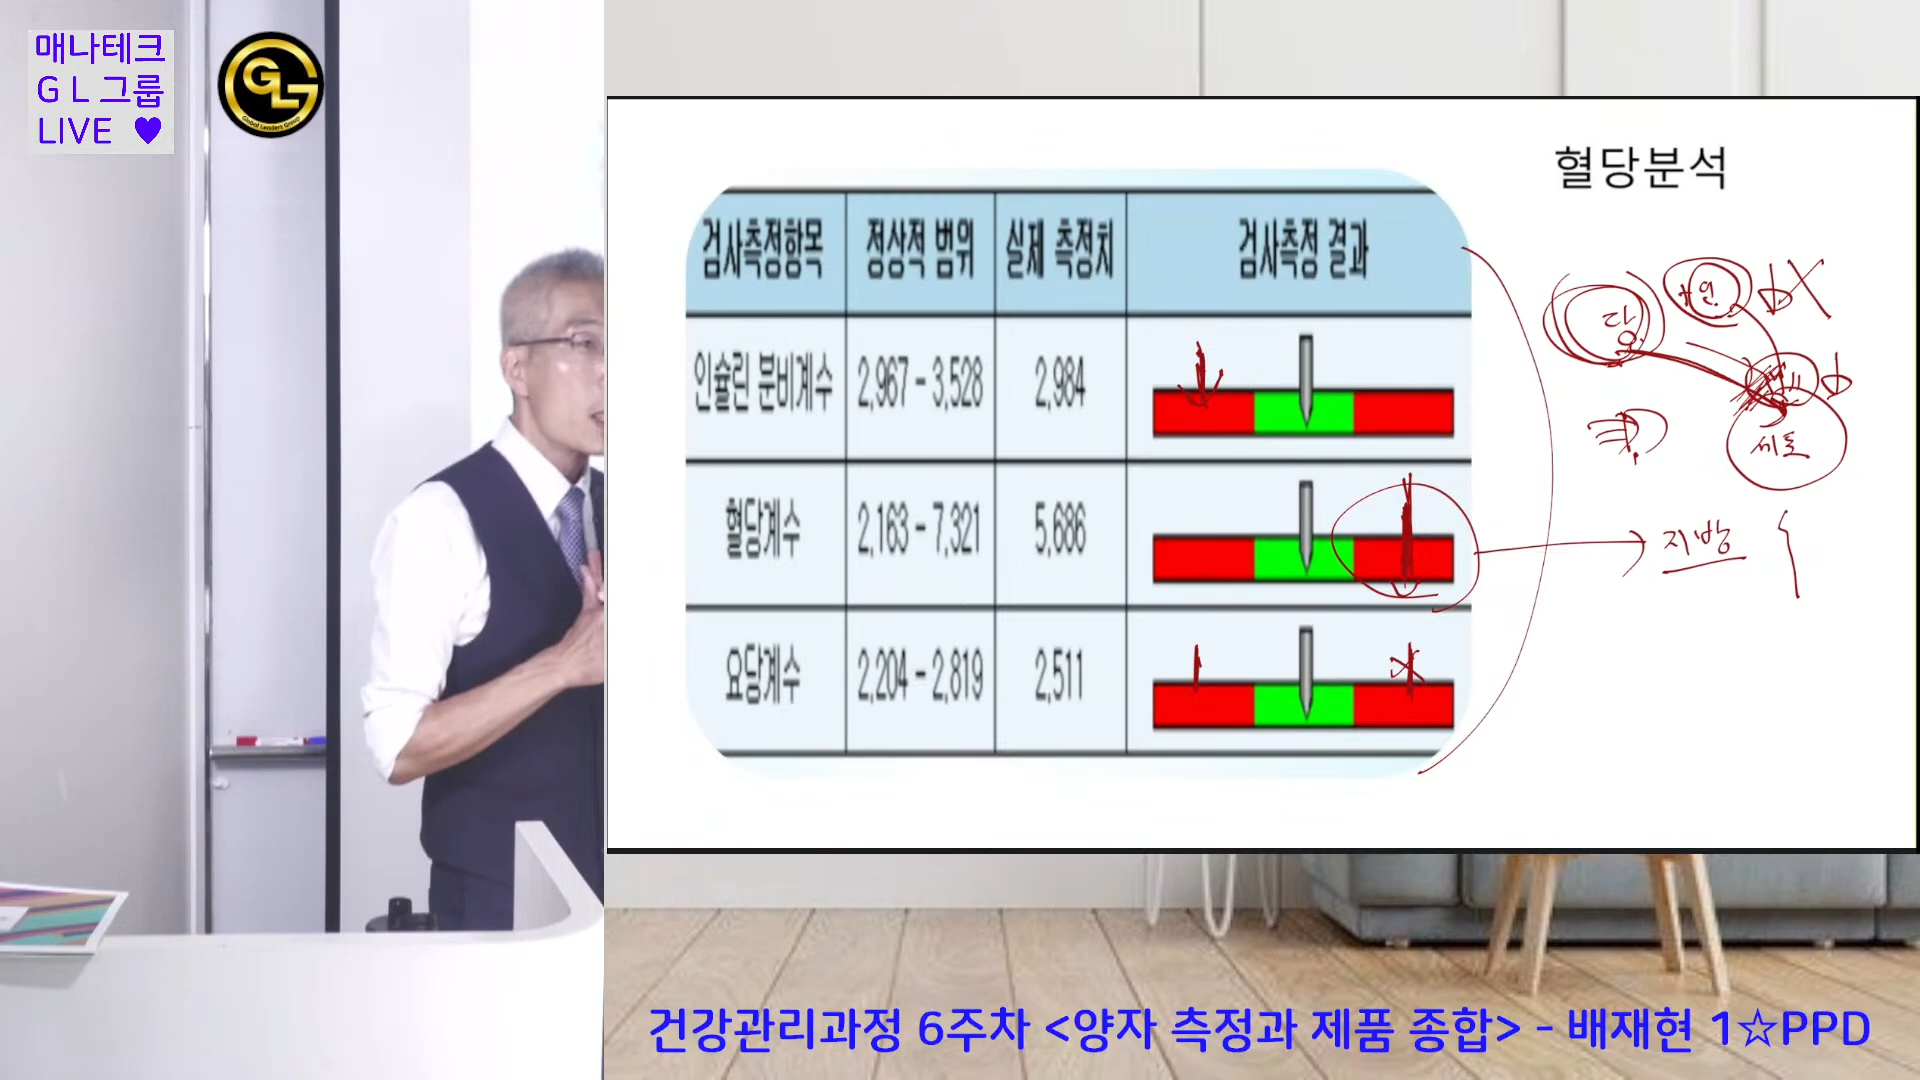 매나테크
G L 그룹
LIVE ♥
GLG
Global Leaders Group
혈당분석
검사측정항목 정상적 범위 실제 측정치 검사측정 결과
인슐린 분비계수 2,967 - 3,528 2,984
혈당계수 2,163 - 7,321 5,686
요당계수 2,204 - 2,819 2,511
당
인
세포
지방
건강관리과정 6주차 <양자 측정과 제품 종합> - 배재현 1☆PPD